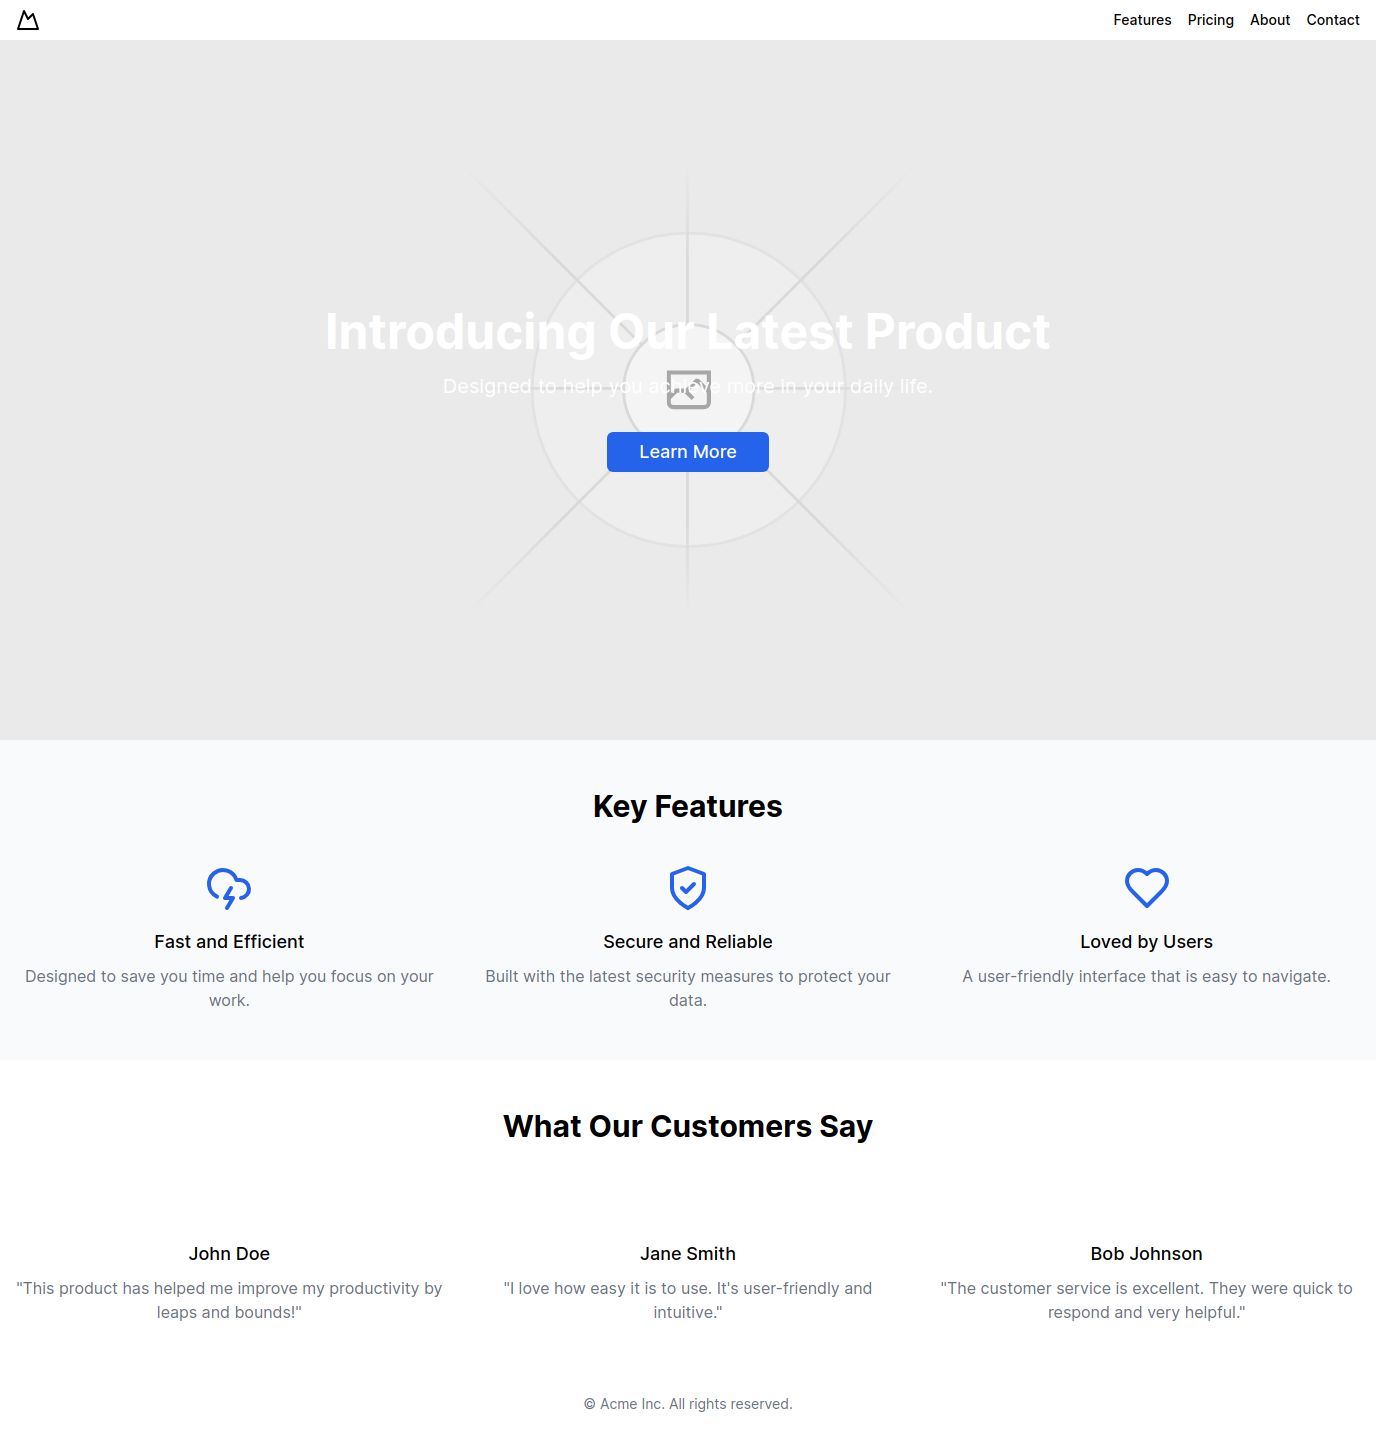 Features Pricing About Contact
Introducing Our Latest Product
Designed to help you achieve more in your daily life.
Learn More
Key Features
Fast and Efficient
Designed to save you time and help you focus on your
work.
Secure and Reliable
Built with the latest security measures to protect your
data.
Loved by Users
A user-friendly interface that is easy to navigate.
What Our Customers Say
John Doe
"This product has helped me improve my productivity by
leaps and bounds!"
Jane Smith
"I love how easy it is to use. It's user-friendly and
intuitive."
Bob Johnson
"The customer service is excellent. They were quick to
respond and very helpful."
© Acme Inc. All rights reserved.